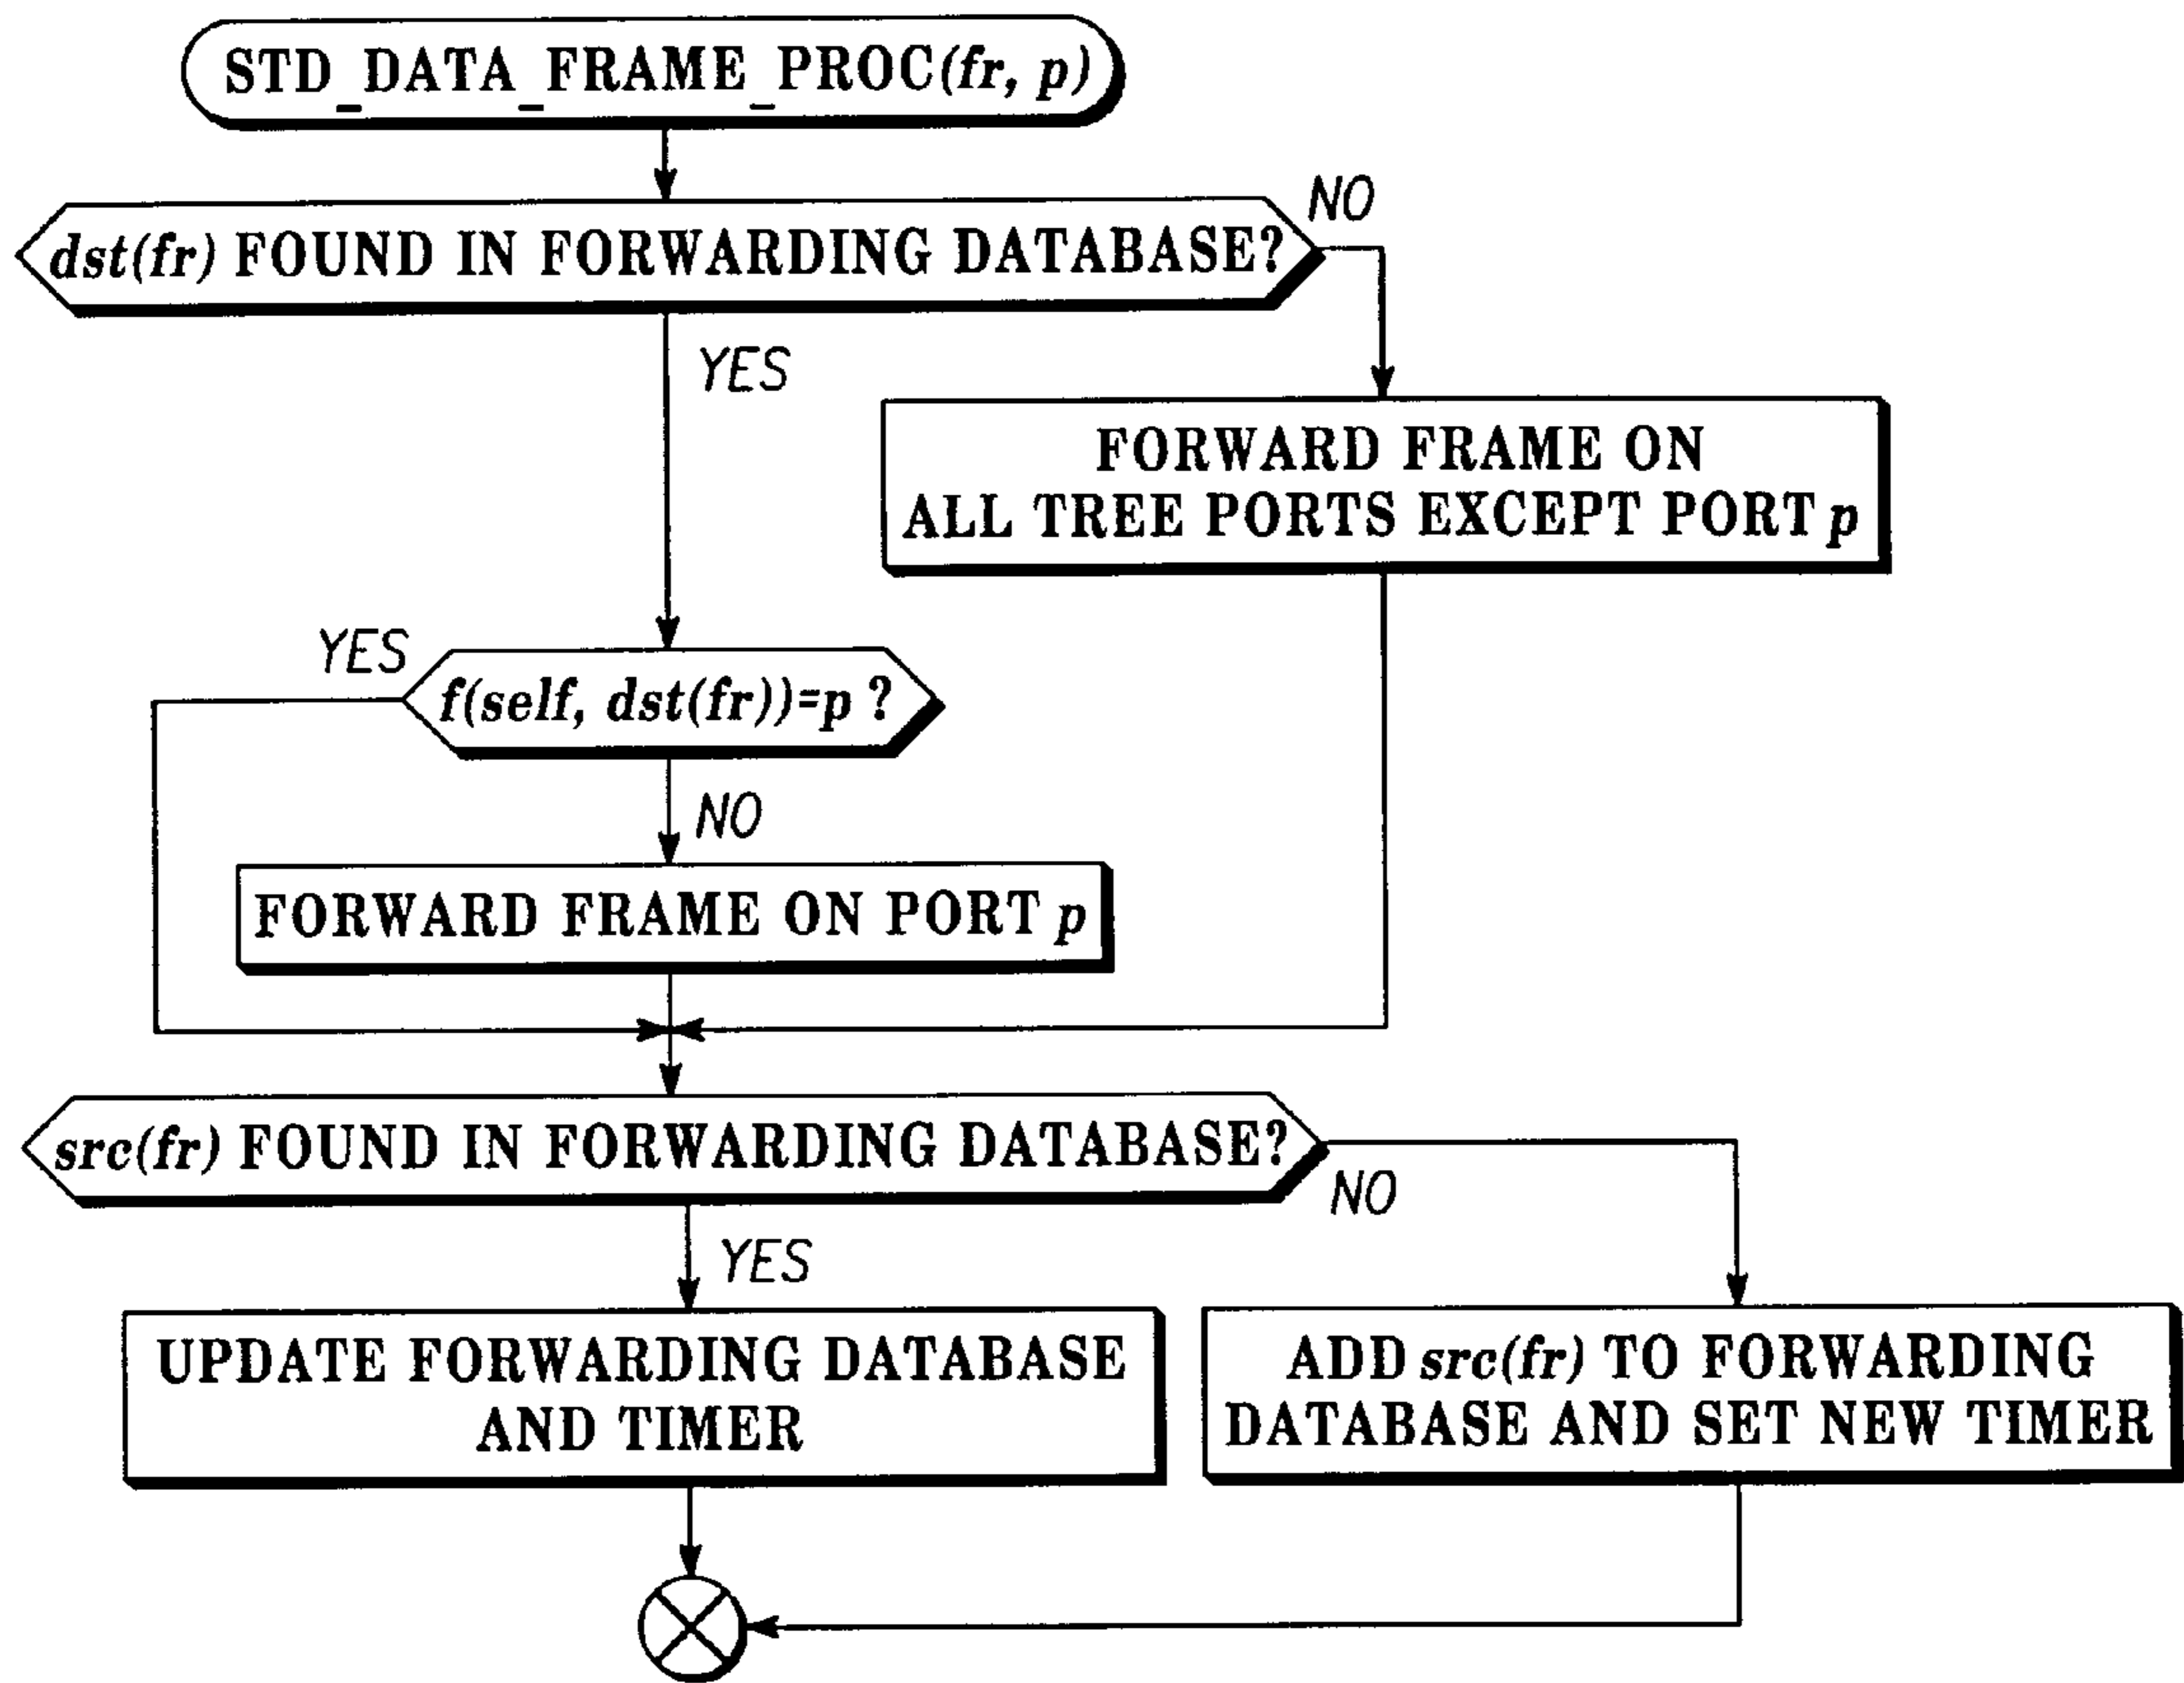 STD_DATA_FRAME_PROC(fr, p)
dst(fr) FOUND IN FORWARDING DATABASE?
NO
YES
FORWARD FRAME ON
ALL TREE PORTS EXCEPT PORT p
YES
f(self, dst(fr))=p ?
NO
FORWARD FRAME ON PORT p
src(fr) FOUND IN FORWARDING DATABASE?
NO
YES
UPDATE FORWARDING DATABASE
AND TIMER
ADD src(fr) TO FORWARDING
DATABASE AND SET NEW TIMER